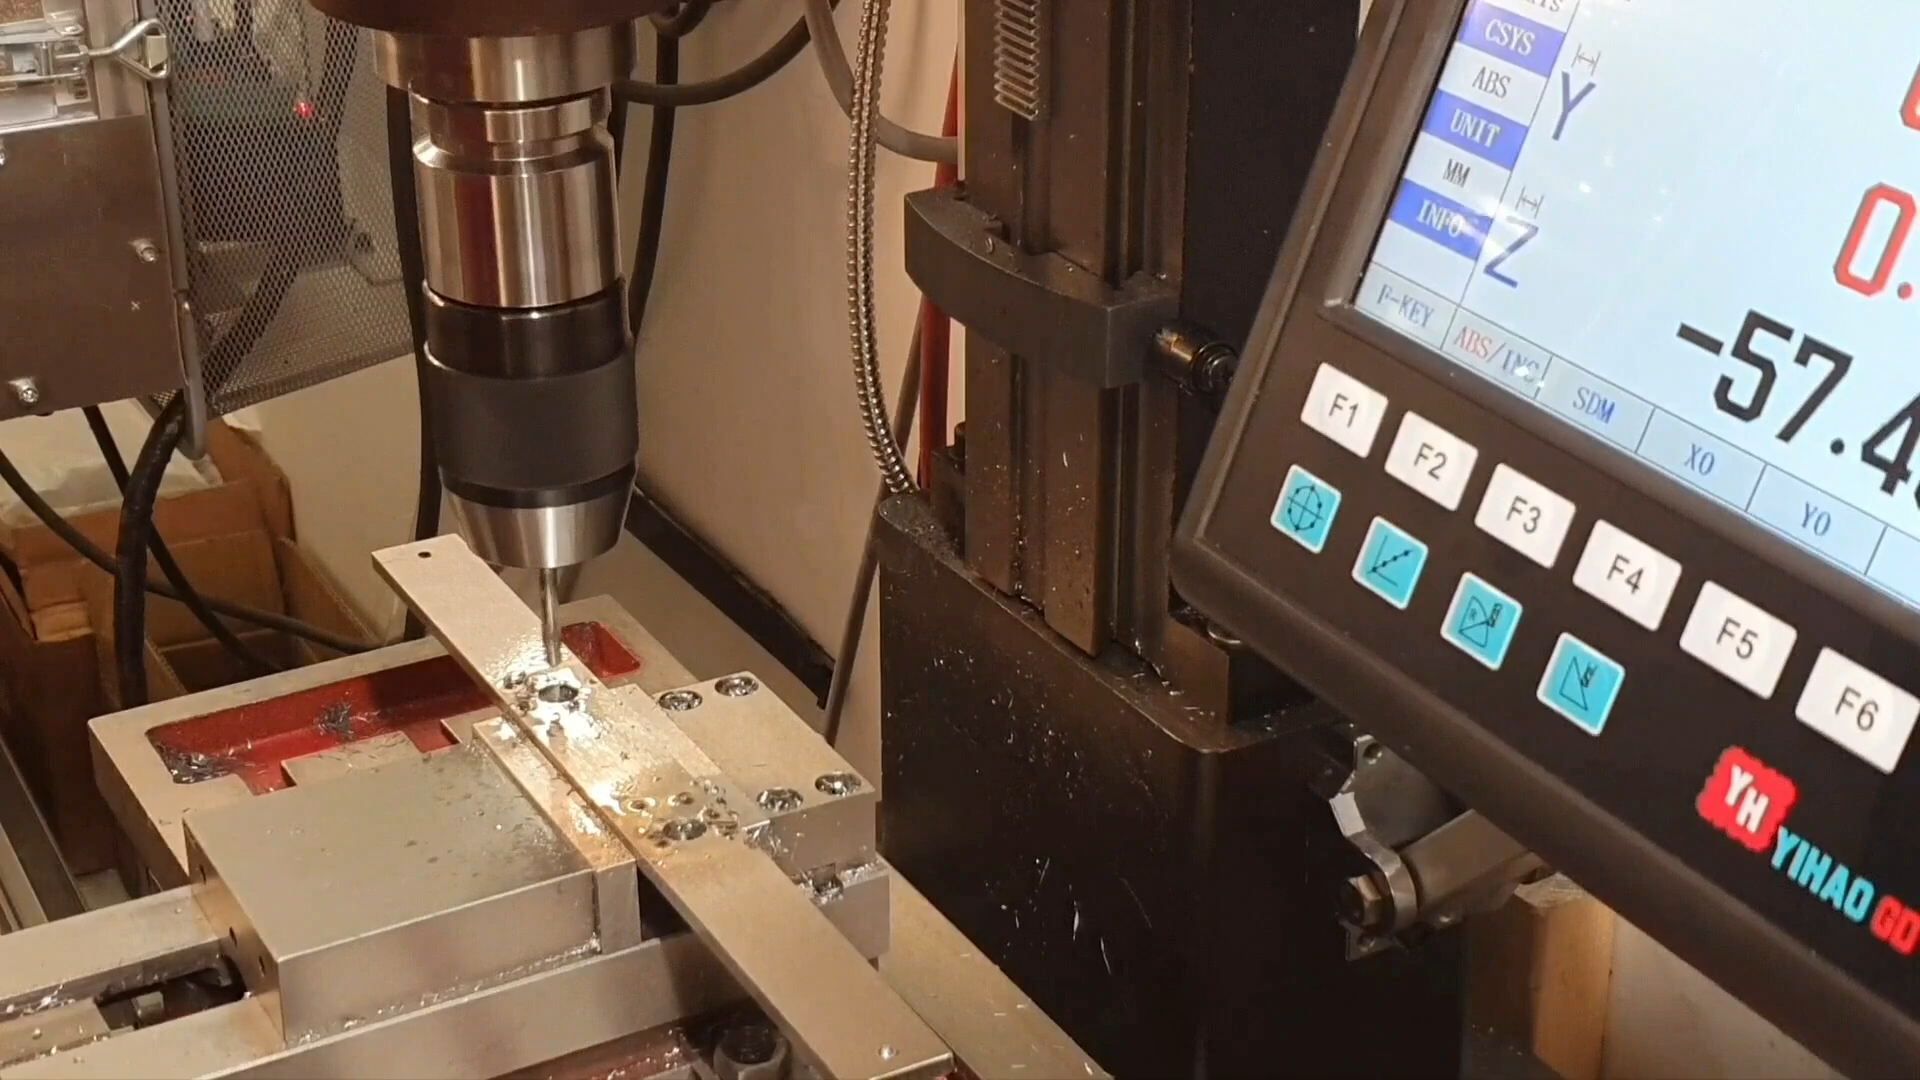 CSYS
ABS
Y
UNIT
MM
INFO
Z
0.
-57.4
F-KEY
ABS/INC
SDM
X0
Y0
F1
F2
F3
F4
F5
F6
YH
YIHAO